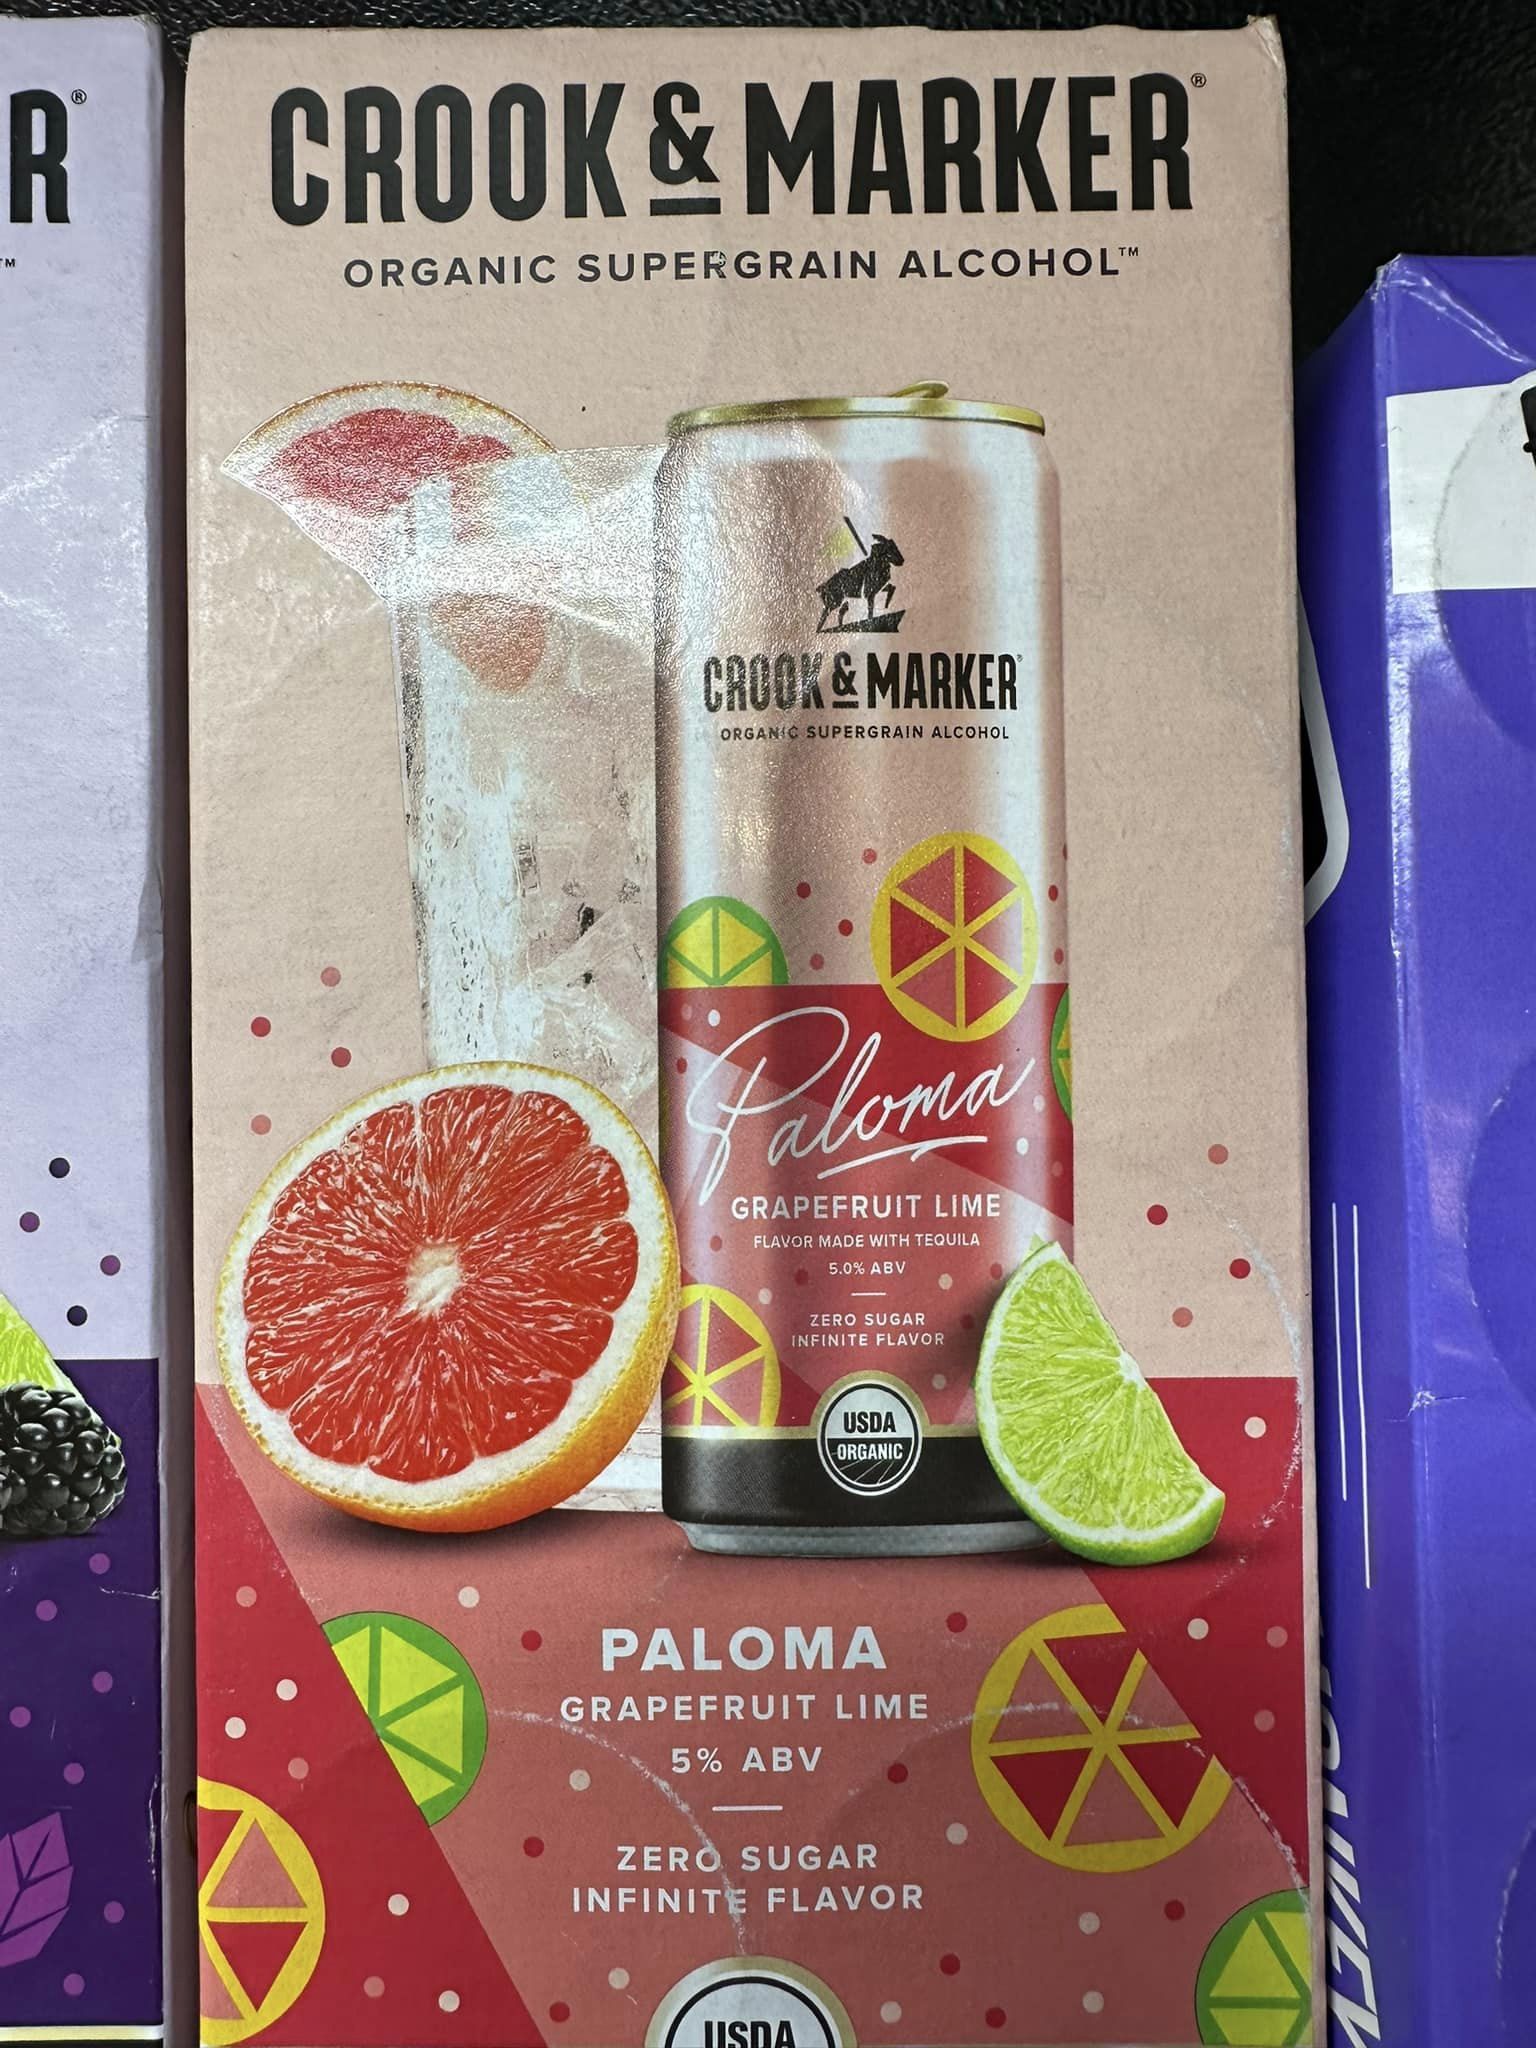 R®
™
CROOK & MARKER®
ORGANIC SUPERGRAIN ALCOHOL™
CROOK & MARKER®
ORGANIC SUPERGRAIN ALCOHOL
Paloma
GRAPEFRUIT LIME
FLAVOR MADE WITH TEQUILA
5.0% ABV
ZERO SUGAR
INFINITE FLAVOR
USDA
ORGANIC
PALOMA
GRAPEFRUIT LIME
5% ABV
ZERO SUGAR
INFINITE FLAVOR
USDA